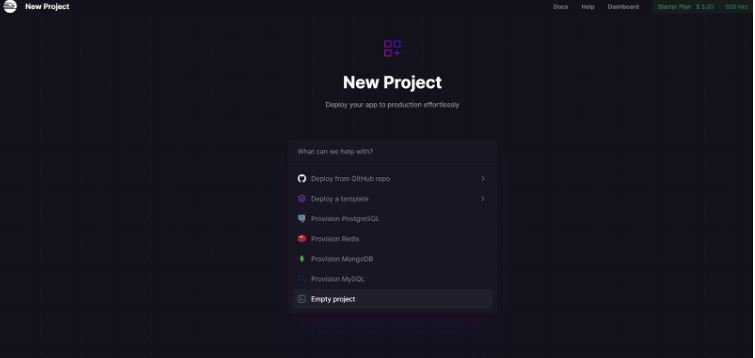 New Project
Docs Help Dashboard Starter Plan $ 5.00 500 Hrs
New Project
Deploy your app to production effortlessly
What can we help with?
Deploy from GitHub repo
Deploy a template
Provision PostgreSQL
Provision Redis
Provision MongoDB
Provision MySQL
Empty project